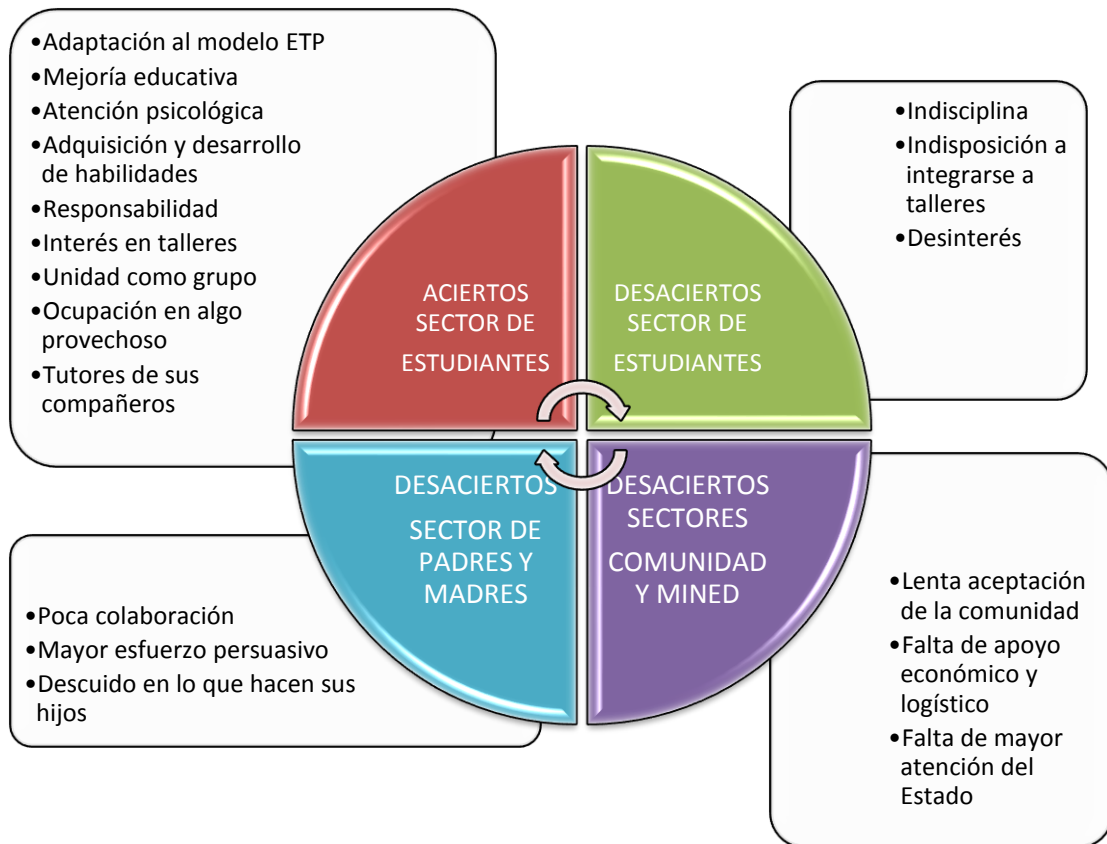 •Adaptación al modelo ETP
•Mejoría educativa
•Atención psicológica
•Adquisición y desarrollo
de habilidades
•Responsabilidad
•Interés en talleres
•Unidad como grupo
•Ocupación en algo
provechoso
•Tutores de sus
compañeros
•Indisciplina
•Indisposición a
integrarse a
talleres
•Desinterés
ACIERTOS
SECTOR DE
ESTUDIANTES
DESACIERTOS
SECTOR DE
ESTUDIANTES
DESACIERTOS
SECTOR DE
PADRES Y
MADRES
DESACIERTOS
SECTORES
COMUNIDAD
Y MINED
•Poca colaboración
•Mayor esfuerzo persuasivo
•Descuido en lo que hacen sus
hijos
•Lenta aceptación
de la comunidad
•Falta de apoyo
económico y
logístico
•Falta de mayor
atención del
Estado